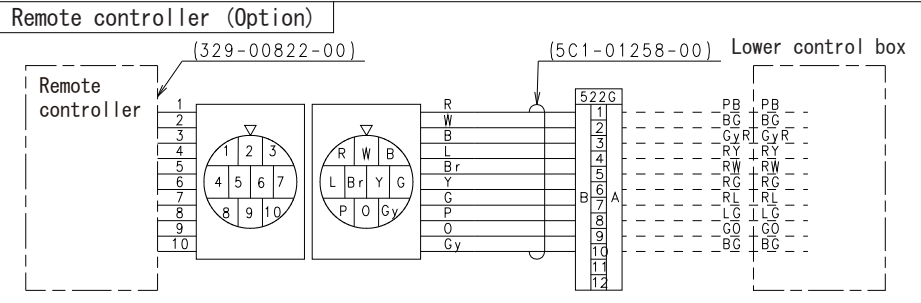 Remote controller (Option)
(329-00822-00)
(5C1-01258-00)
Lower control box
Remote
controller
1
2
3
4
5
6
7
8
9
10
1 2 3
4 5 6 7
8 9 10
R W B
L Br Y G
P O Gy
R
W
B
L
Br
Y
G
P
O
Gy
522G
B
A
1
2
3
4
5
6
7
8
9
10
11
12
PB PB
BG BG
GyR GyR
RY RY
RW RW
RG RG
RL RL
LG LG
GO GO
BG BG